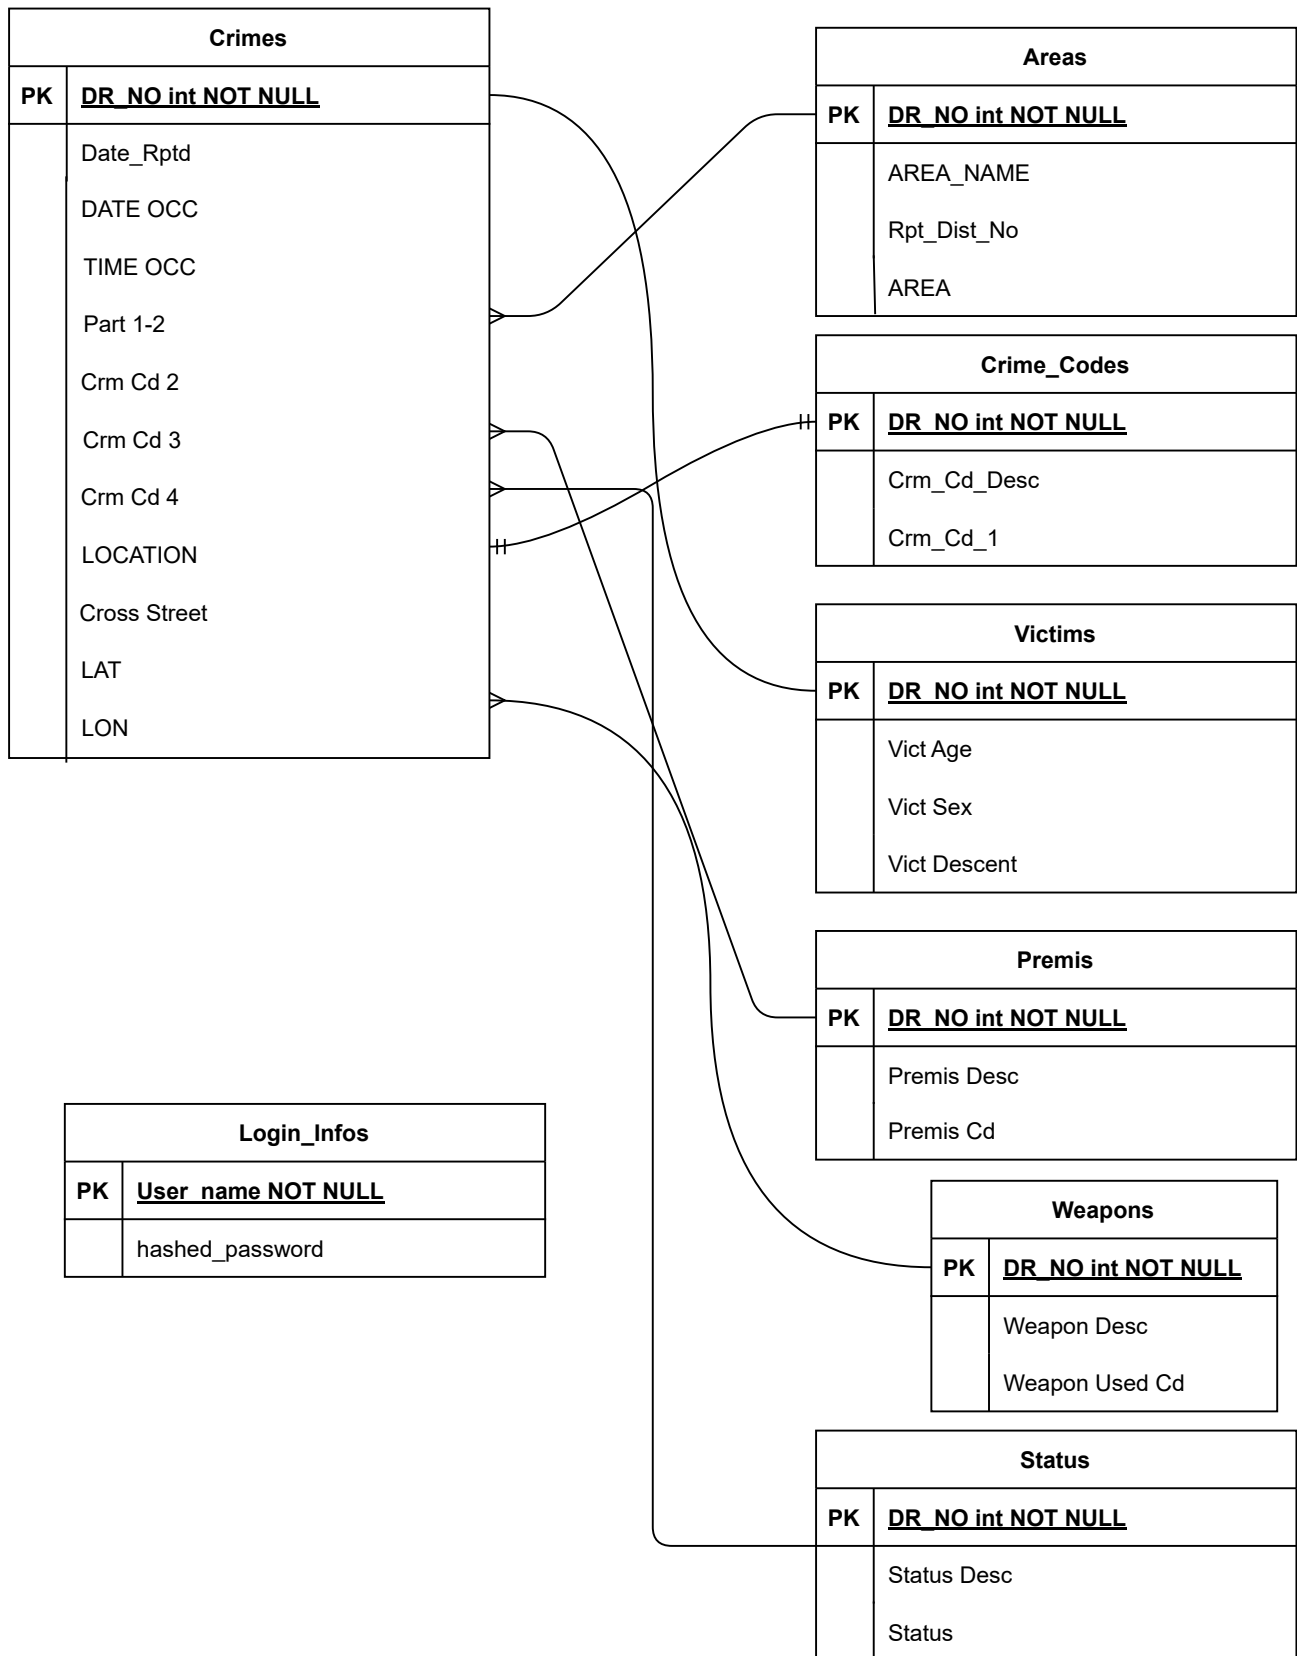 Crimes
PK DR_NO int NOT NULL
Date_Rptd
DATE OCC
TIME OCC
Part 1-2
Crm Cd 2
Crm Cd 3
Crm Cd 4
LOCATION
Cross Street
LAT
LON
Areas
PK DR_NO int NOT NULL
AREA_NAME
Rpt_Dist_No
AREA
Crime_Codes
PK DR_NO int NOT NULL
Crm_Cd_Desc
Crm_Cd_1
Victims
PK DR_NO int NOT NULL
Vict Age
Vict Sex
Vict Descent
Premis
PK DR_NO int NOT NULL
Premis Desc
Premis Cd
Login_Infos
PK User_name NOT NULL
hashed_password
Weapons
PK DR_NO int NOT NULL
Weapon Desc
Weapon Used Cd
Status
PK DR_NO int NOT NULL
Status Desc
Status